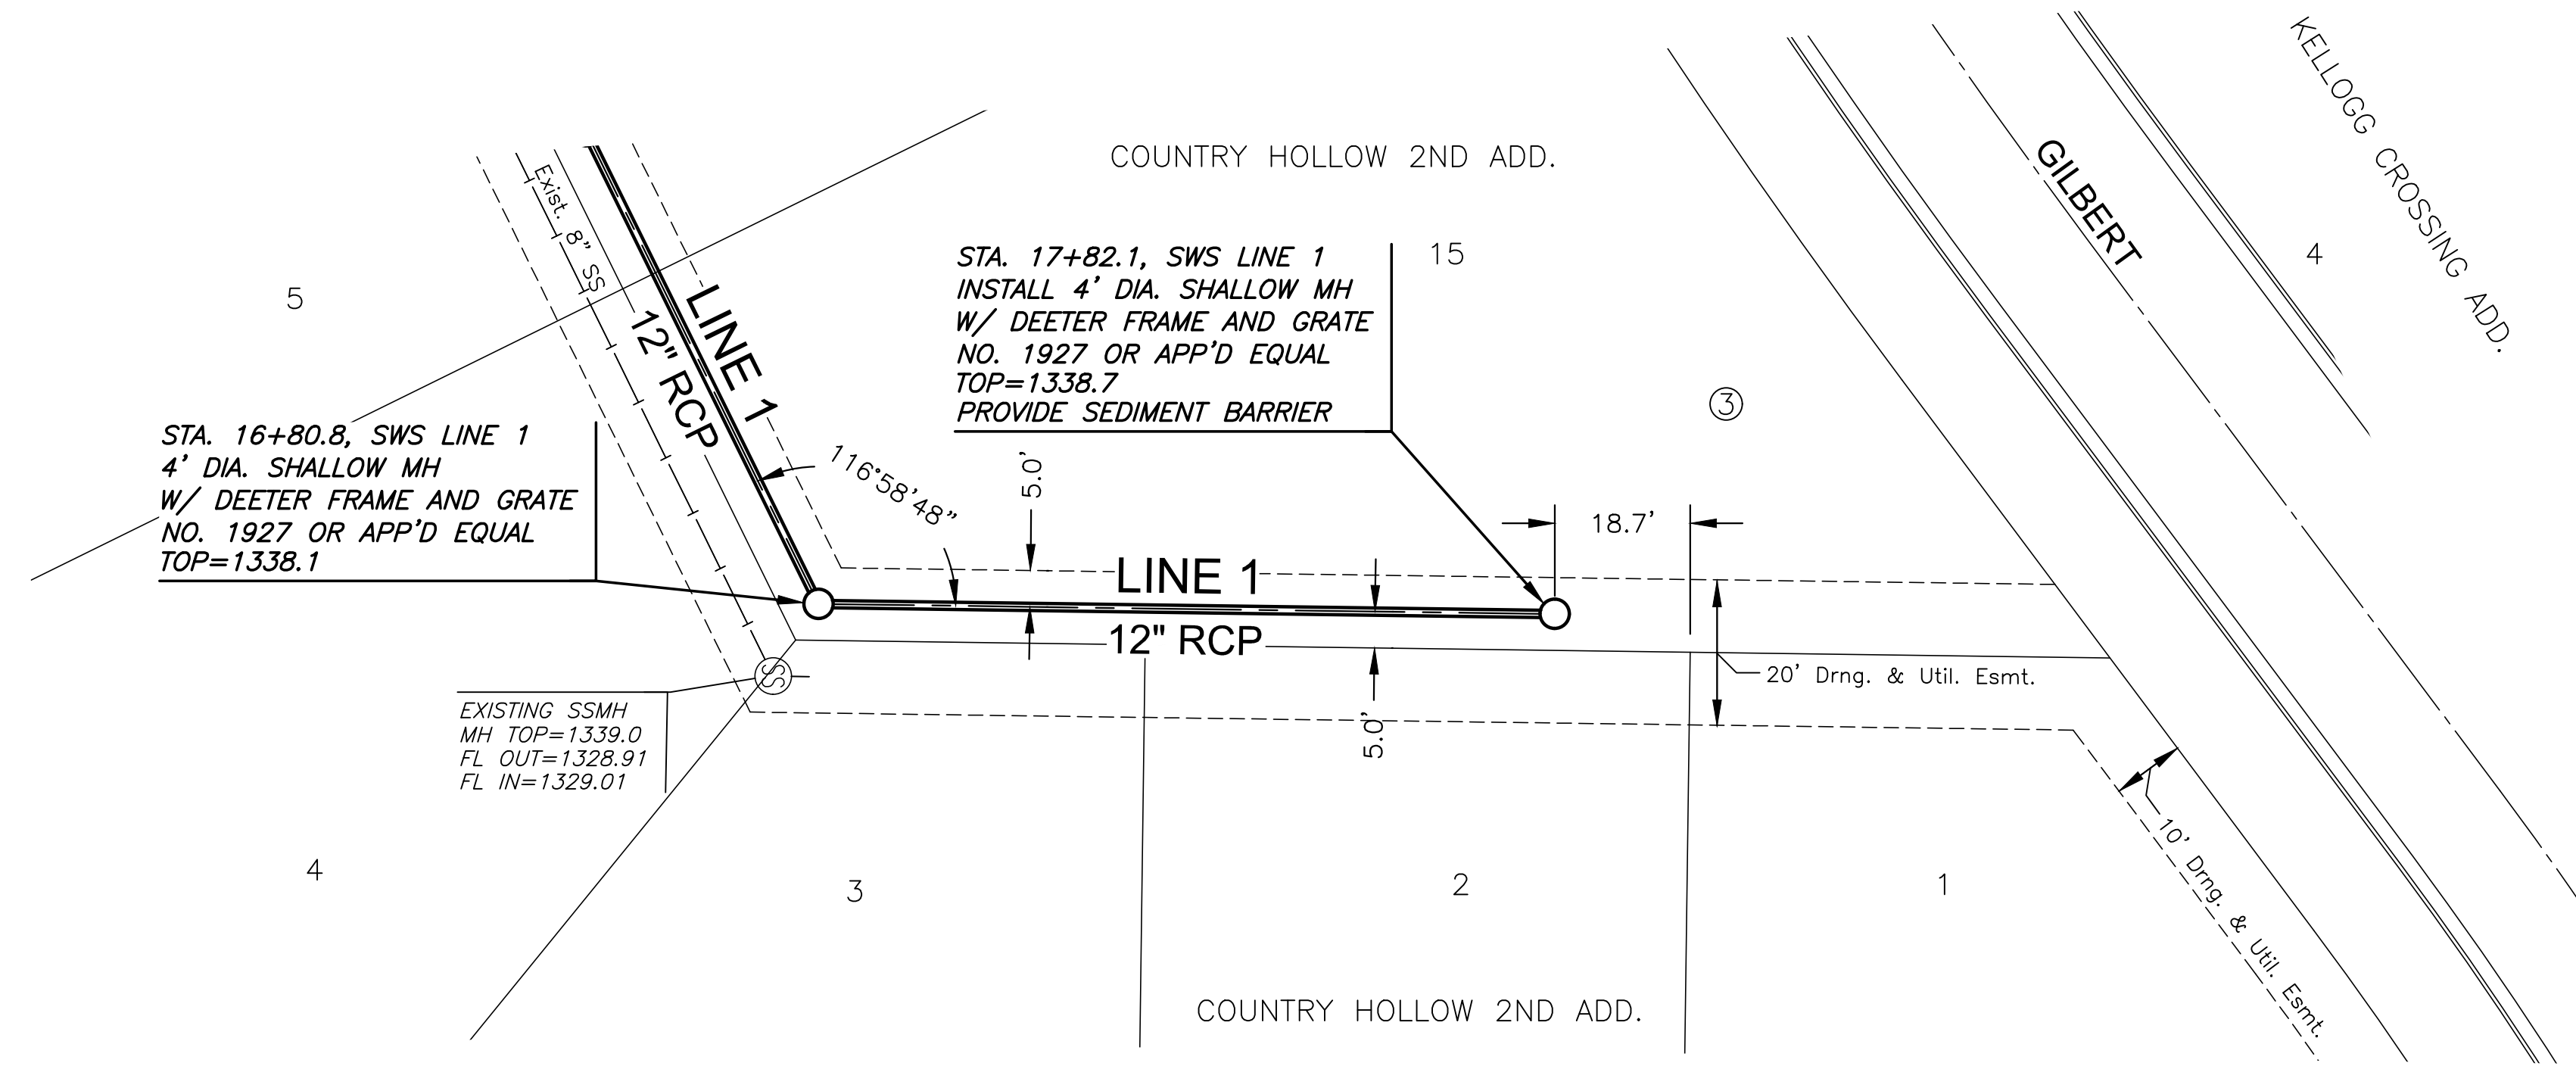 KELLOGG CROSSING ADD.
COUNTRY HOLLOW 2ND ADD.
GILBERT
4
15
5
Exist. 8" SS
LINE 1
12" RCP
STA. 17+82.1, SWS LINE 1
INSTALL 4' DIA. SHALLOW MH
W/ DEETER FRAME AND GRATE
NO. 1927 OR APP'D EQUAL
TOP=1338.7
PROVIDE SEDIMENT BARRIER
3
STA. 16+80.8, SWS LINE 1
4' DIA. SHALLOW MH
W/ DEETER FRAME AND GRATE
NO. 1927 OR APP'D EQUAL
TOP=1338.1
116°58'48"
5.0'
18.7'
LINE 1
12" RCP
20' Drng. & Util. Esmt.
SS
EXISTING SSMH
MH TOP=1339.0
FL OUT=1328.91
FL IN=1329.01
5.0'
10' Drng. & Util. Esmt.
4
3
2
1
COUNTRY HOLLOW 2ND ADD.